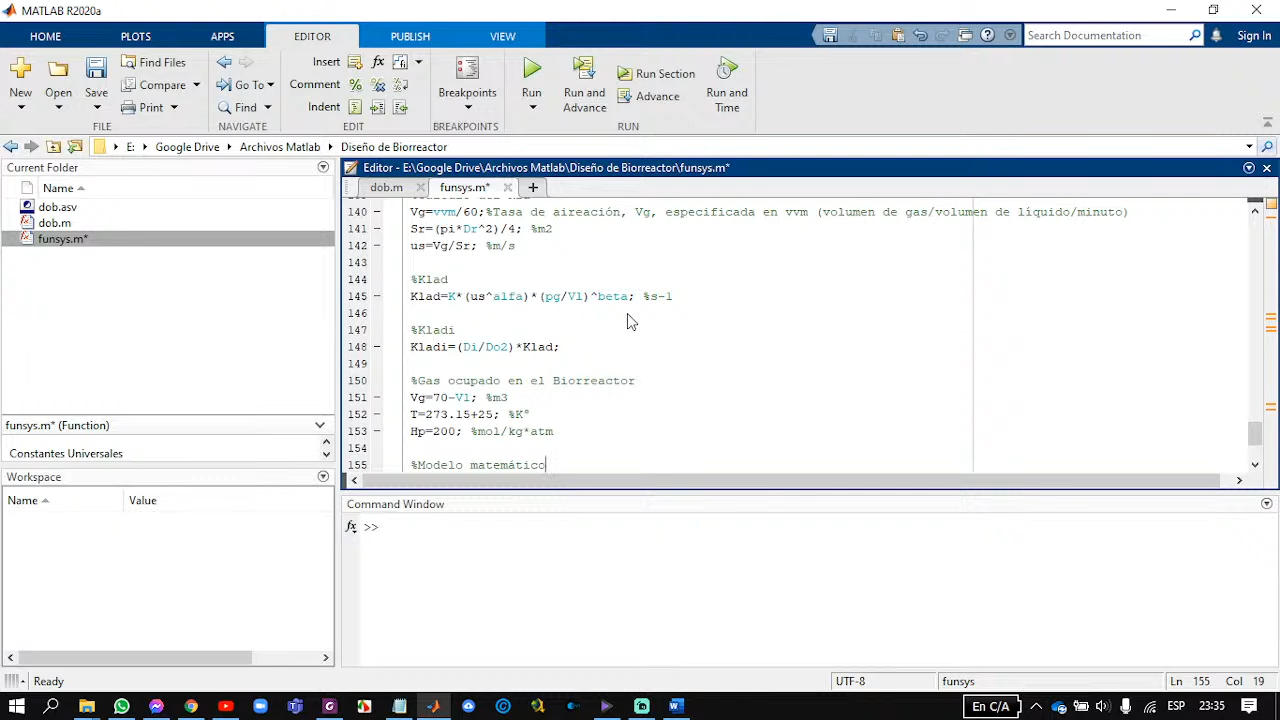 MATLAB R2020a
HOME PLOTS APPS EDITOR PUBLISH VIEW Search Documentation Sign In
New Open Save Find Files Compare Print Go To Find Insert Comment Indent Breakpoints Run Run and Advance Run Section Advance Run and Time
FILE NAVIGATE EDIT BREAKPOINTS RUN
E: Google Drive Archivos Matlab Diseño de Biorreactor
Current Folder
Name
dob.asv
dob.m
funsys.m*
funsys.m* (Function)
Constantes Universales
Workspace
Name Value
Editor - E:\Google Drive\Archivos Matlab\Diseño de Biorreactor\funsys.m*
dob.m funsys.m*
140 Vg=vvm/60;%Tasa de aireación, Vg, especificada en vvm (volumen de gas/volumen de líquido/minuto)
141 Sr=(pi*Dr^2)/4; %m2
142 us=Vg/Sr; %m/s
143
144 %Klad
145 Klad=K*(us^alfa)*(pg/Vl)^beta; %s-1
146
147 %Kladi
148 Kladi=(Di/Do2)*Klad;
149
150 %Gas ocupado en el Biorreactor
151 Vg=70-Vl; %m3
152 T=273.15+25; %K°
153 Hp=200; %mol/kg*atm
154
155 %Modelo matemático
Command Window
fx >>
Ready UTF-8 funsys Ln 155 Col 19
En C/A ESP 23:35